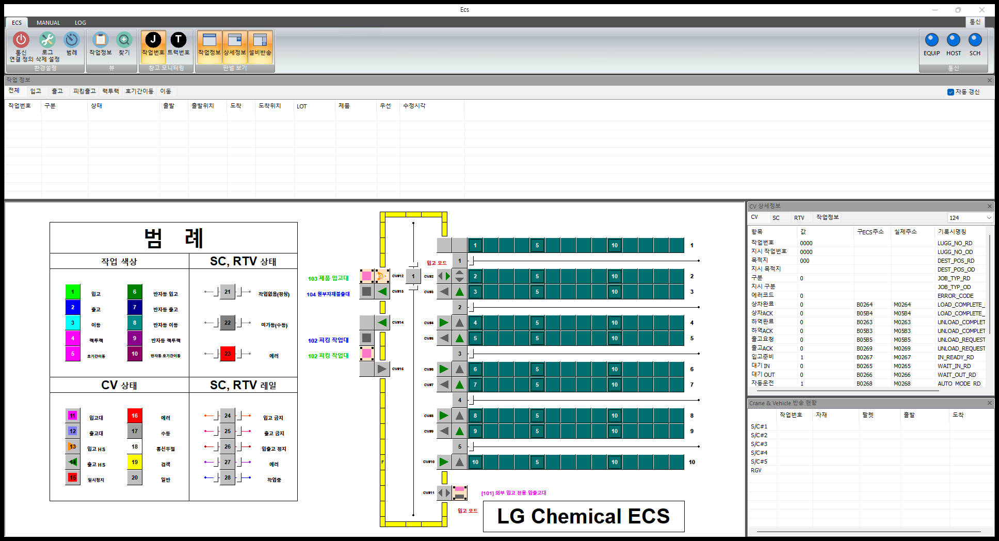 Ecs
ECS MANUAL LOG 통신
통신 연결 정의 로그 삭제 설정 범례 작업정보 찾기 작업번호 트랙번호 작업정보 상세정보 설비반송 EQUIP HOST SCH
환경설정 뷰 창고 모니터링 판넬 보기 통신
작업 정보
전체 입고 출고 피킹출고 랙투랙 호기간이동 이동 자동 갱신
작업번호 구분 상태 출발 출발위치 도착 도착위치 LOT 제품 우선 수정시각
범 례
작업 색상 SC, RTV 상태
1 입고 6 반자동 입고 21 작업없음(정상)
2 출고 7 반자동 출고
3 이동 8 반자동 이동 22 미가동(수동)
4 랙투랙 9 반자동 랙투랙
5 호기간이동 10 반자동 호기간이동 23 에러
CV 상태 SC, RTV 레일
11 입고대 16 에러 24 입고 금지
12 출고대 17 수동 25 출고 금지
13 입고 HS 18 통신두절 26 입출고 정지
14 출고 HS 19 검색 27 에러
15 일시정지 20 일반 28 작업중
1 5 10 1
입고 모드 1
103 제품 입고대 98 CV#12 1 CV#2 2 5 10 2
104 원부자재불출대 CV#13 CV#3 3 5 10 3
2
CV#14 CV#4 4 5 10 4
102 피킹 작업대 CV#5 5 5 10 5
102 피킹 작업대 3
CV#15 CV#6 6 5 10 6
CV#7 7 5 10 7
4
CV#8 8 5 10 8
CV#9 9 5 10 9
5
F CV#10 10 5 10 10
CV#11 [101] 외부 입고 전용 입출고대
입고 모드
LG Chemical ECS
CV 상세정보
CV SC RTV 작업정보 124
항목 값 구ECS주소 실제주소 기록시명칭
작업번호 0000 LUGG_NO_RD
지시 작업번호 0000 LUGG_NO_OD
목적지 000 DEST_POS_RD
지시 목적지 DEST_POS_OD
구분 0 JOB_TYP_RD
지시 구분 JOB_TYP_OD
에러코드 0 ERROR_CODE
상차완료 0 B0264 M0264 LOAD_COMPLETE_
상차ACK 0 B05B4 M05B4 LOAD_COMPLETE_
하역완료 0 B0263 M0263 UNLOAD_COMPLET
하역ACK 0 B05B3 M05B3 UNLOAD_COMPLET
출고요청 0 B05B5 M05B5 UNLOAD_REQUEST
출고ACK 0 B0269 M0269 UNLOAD_REQUEST
입고준비 1 B0267 M0267 IN_READY_RD
대기 IN 0 B0265 M0265 WAIT_IN_RD
대기 OUT 0 B0266 M0266 WAIT_OUT_RD
자동운전 1 B0268 M0268 AUTO_MODE_RD
Crane & Vehicle 반송 현황
작업번호 자재 팔렛 출발 도착
S/C#1
S/C#2
S/C#3
S/C#4
S/C#5
RGV